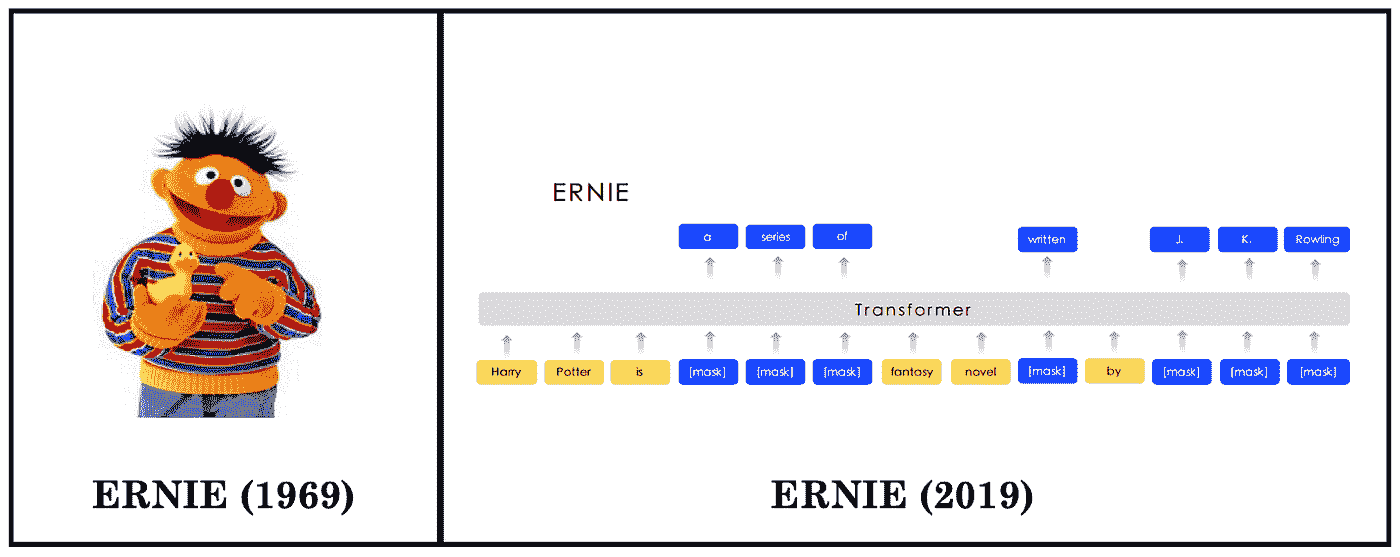 ERNIE
a series of written J. K. Rowling
Transformer
Harry Potter is [mask] [mask] [mask] fantasy novel [mask] by [mask] [mask] [mask]
ERNIE (1969)
ERNIE (2019)